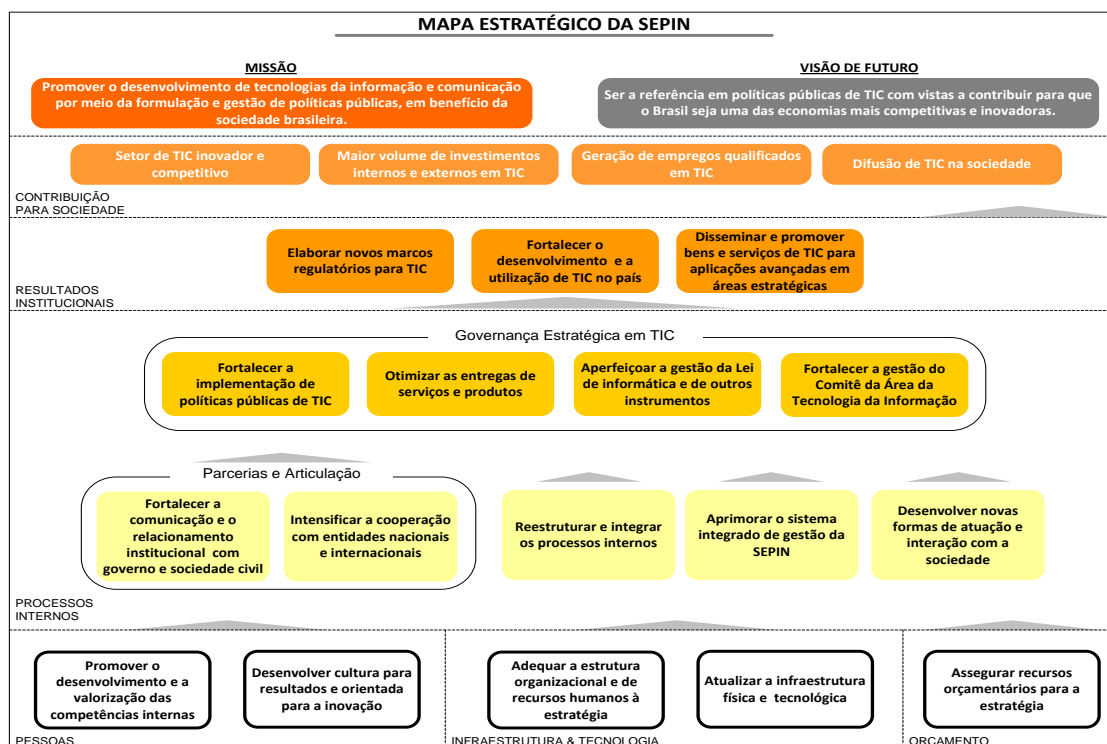 MAPA ESTRATÉGICO DA SEPIN
MISSÃO
Promover o desenvolvimento de tecnologias da informação e comunicação
por meio da formulação e gestão de políticas públicas, em benefício da
sociedade brasileira.
VISÃO DE FUTURO
Ser a referência em políticas públicas de TIC com vistas a contribuir para que
o Brasil seja uma das economias mais competitivas e inovadoras.
Setor de TIC inovador e
competitivo
Maior volume de investimentos
internos e externos em TIC
Geração de empregos qualificados
em TIC
Difusão de TIC na sociedade
CONTRIBUIÇÃO
PARA SOCIEDADE
Elaborar novos marcos
regulatórios para TIC
Fortalecer o
desenvolvimento e a
utilização de TIC no país
Disseminar e promover
bens e serviços de TIC para
aplicações avançadas em
áreas estratégicas
RESULTADOS
INSTITUCIONAIS
Governança Estratégica em TIC
Fortalecer a
implementação de
políticas públicas de TIC
Otimizar as entregas de
serviços e produtos
Aperfeiçoar a gestão da Lei
de informática e de outros
instrumentos
Fortalecer a gestão do
Comitê da Área da
Tecnologia da Informação
Parcerias e Articulação
Fortalecer a
comunicação e o
relacionamento
institucional com
governo e sociedade civil
Intensificar a cooperação
com entidades nacionais
e internacionais
Reestruturar e integrar
os processos internos
Aprimorar o sistema
integrado de gestão da
SEPIN
Desenvolver novas
formas de atuação e
interação com a
sociedade
PROCESSOS
INTERNOS
Promover o
desenvolvimento e a
valorização das
competências internas
Desenvolver cultura para
resultados e orientada
para a inovação
Adequar a estrutura
organizacional e de
recursos humanos à
estratégia
Atualizar a infraestrutura
física e tecnológica
Assegurar recursos
orçamentários para a
estratégia
PESSOAS
INFRAESTRUTURA & TECNOLOGIA
ORÇAMENTO